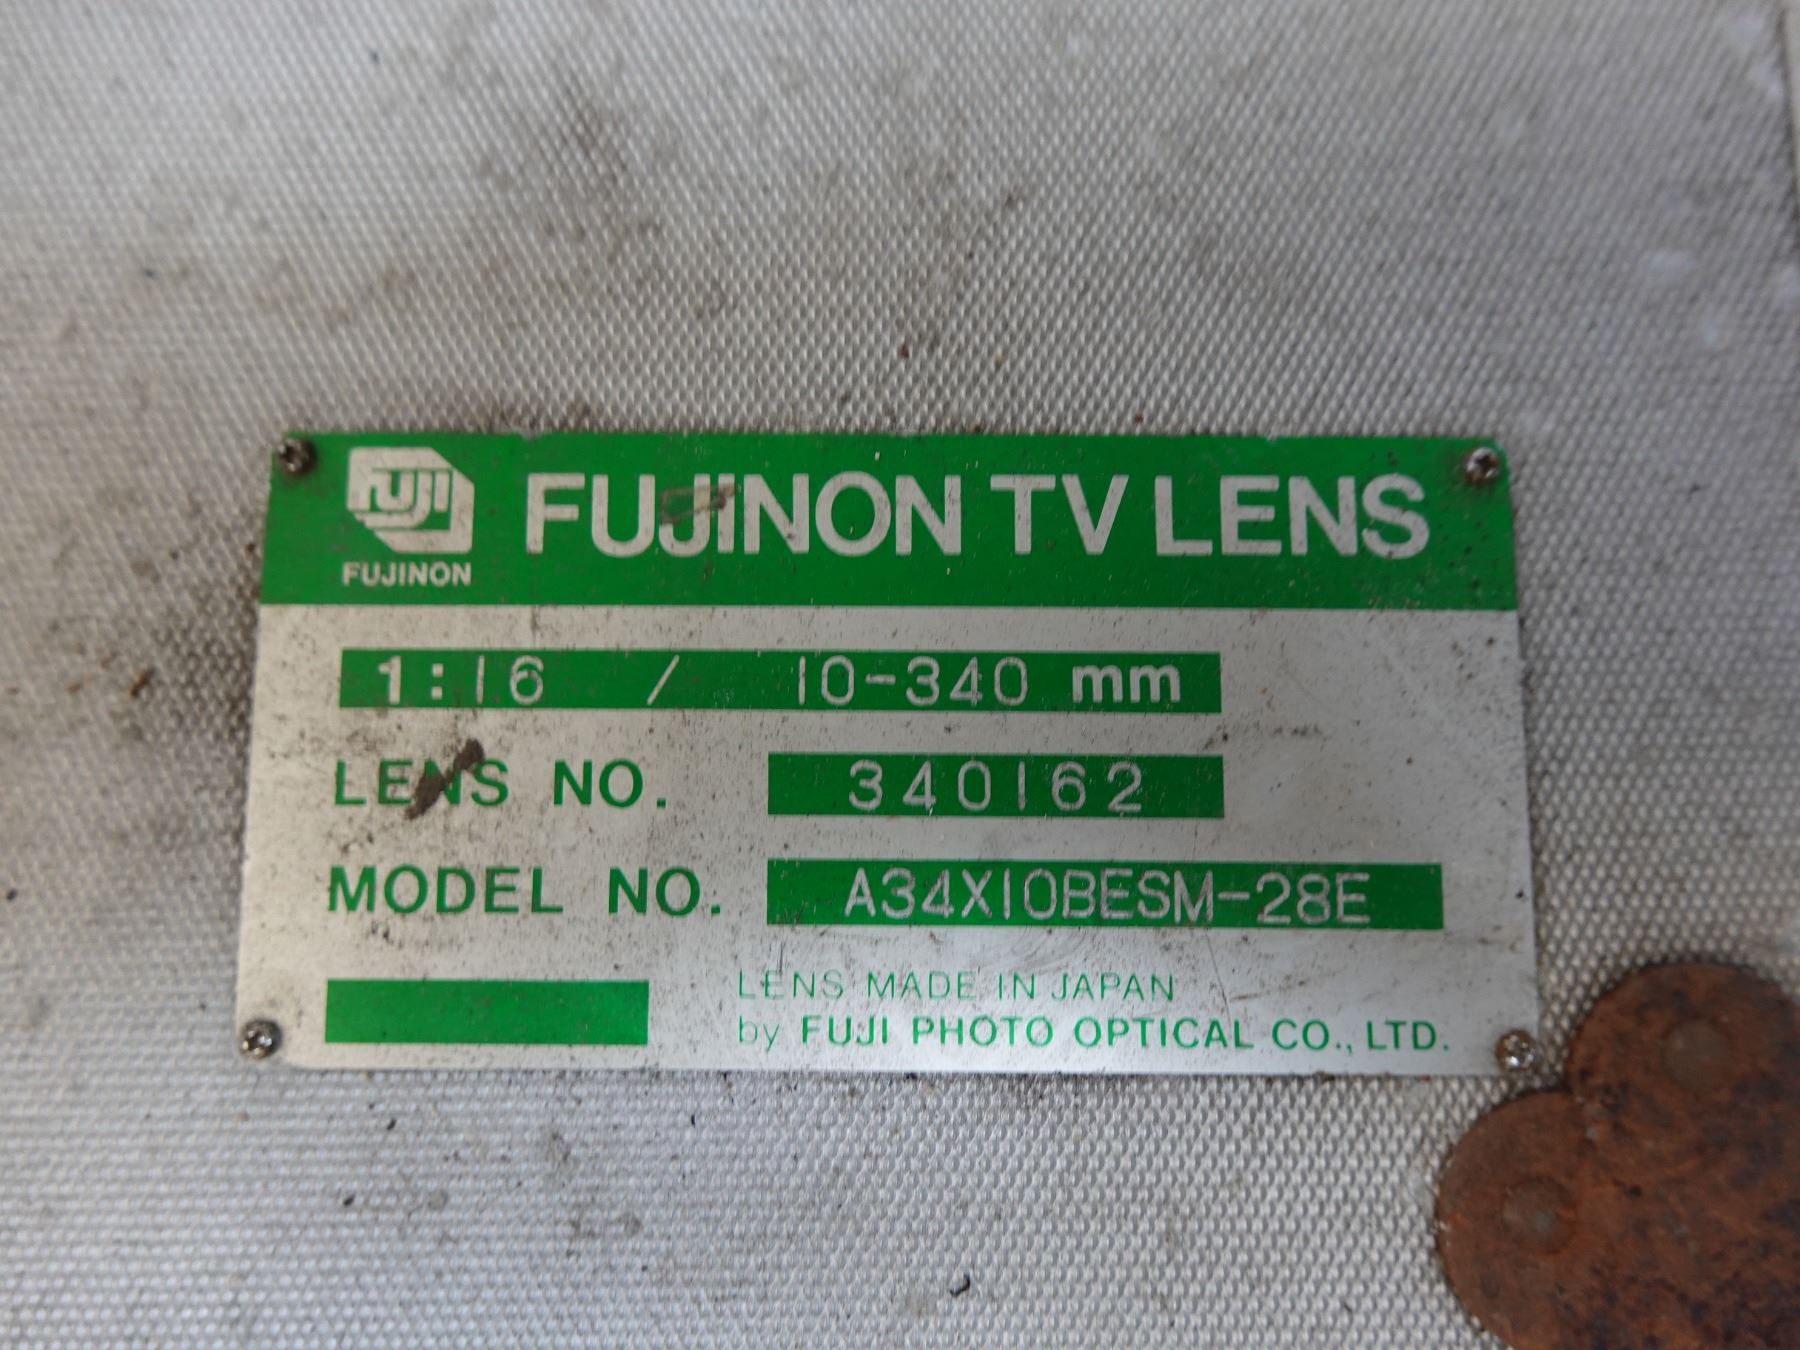 FUJI
FUJINON
FUJINON TV LENS
1:16 / 10-340 mm
LENS NO. 340162
MODEL NO. A34X10BESM-28E
LENS MADE IN JAPAN
by FUJI PHOTO OPTICAL CO., LTD.